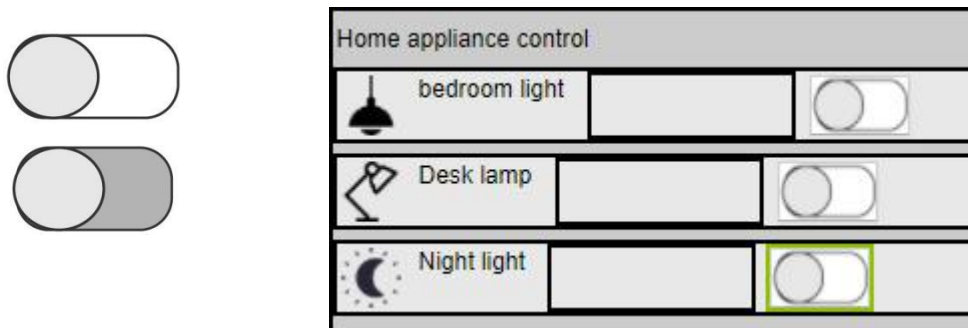 Home appliance control
bedroom light
Desk lamp
Night light